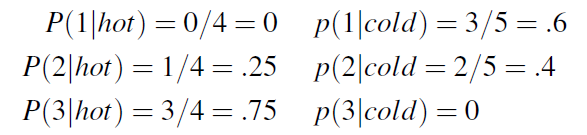 P(1|hot) = 0/4 = 0 p(1|cold) = 3/5 = .6
P(2|hot) = 1/4 = .25 p(2|cold = 2/5 = .4
P(3|hot) = 3/4 = .75 p(3|cold) = 0